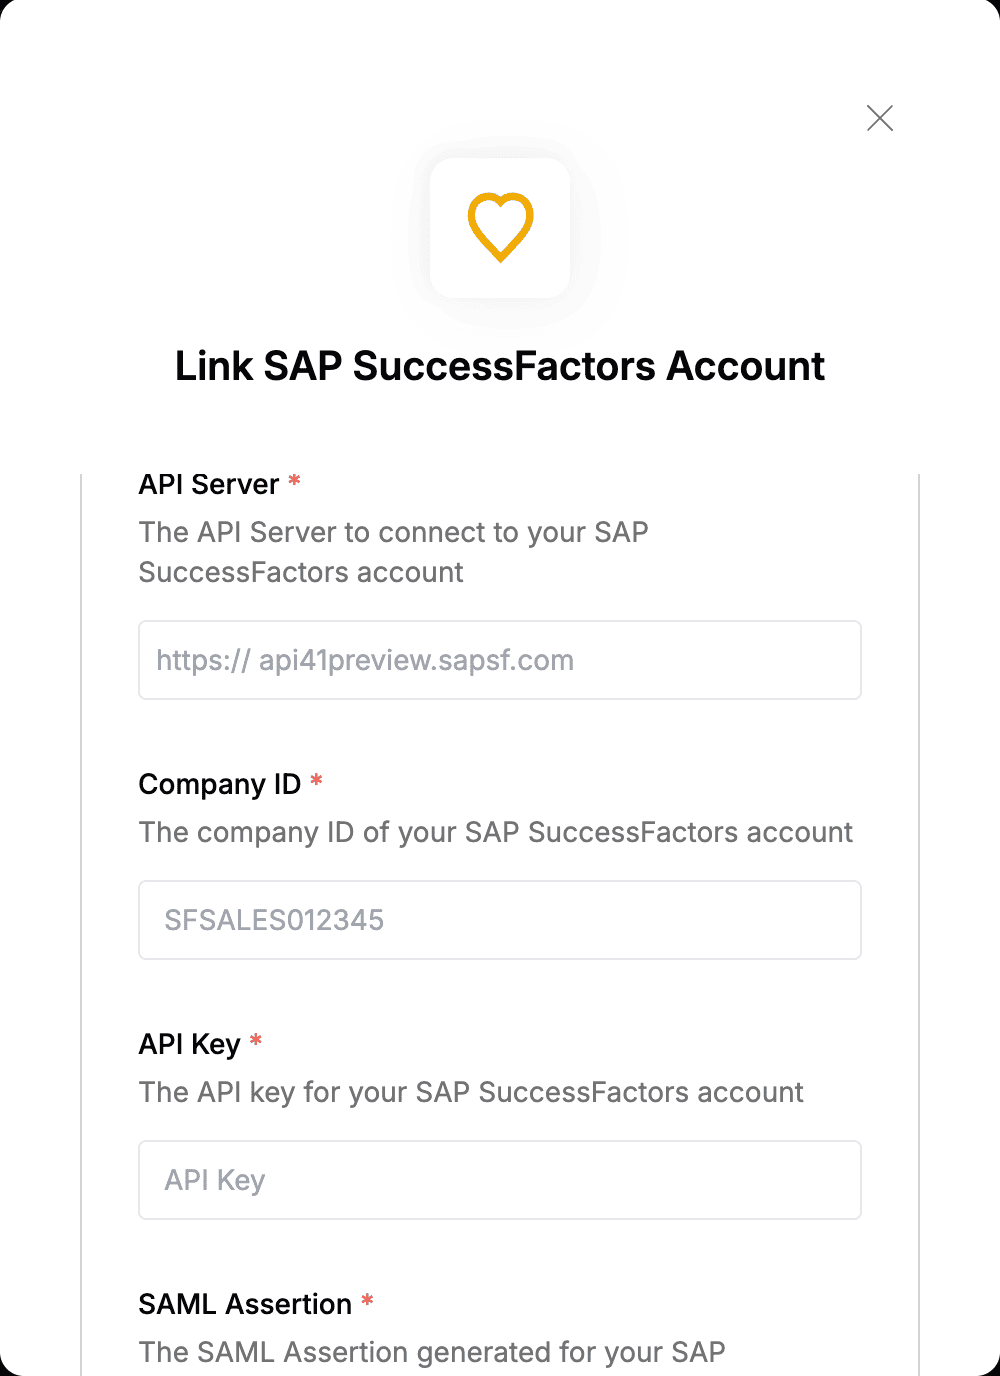 Link SAP SuccessFactors Account
API Server *
The API Server to connect to your SAP
SuccessFactors account
https:// api41preview.sapsf.com
Company ID *
The company ID of your SAP SuccessFactors account
SFSALES012345
API Key *
The API key for your SAP SuccessFactors account
API Key
SAML Assertion *
The SAML Assertion generated for your SAP